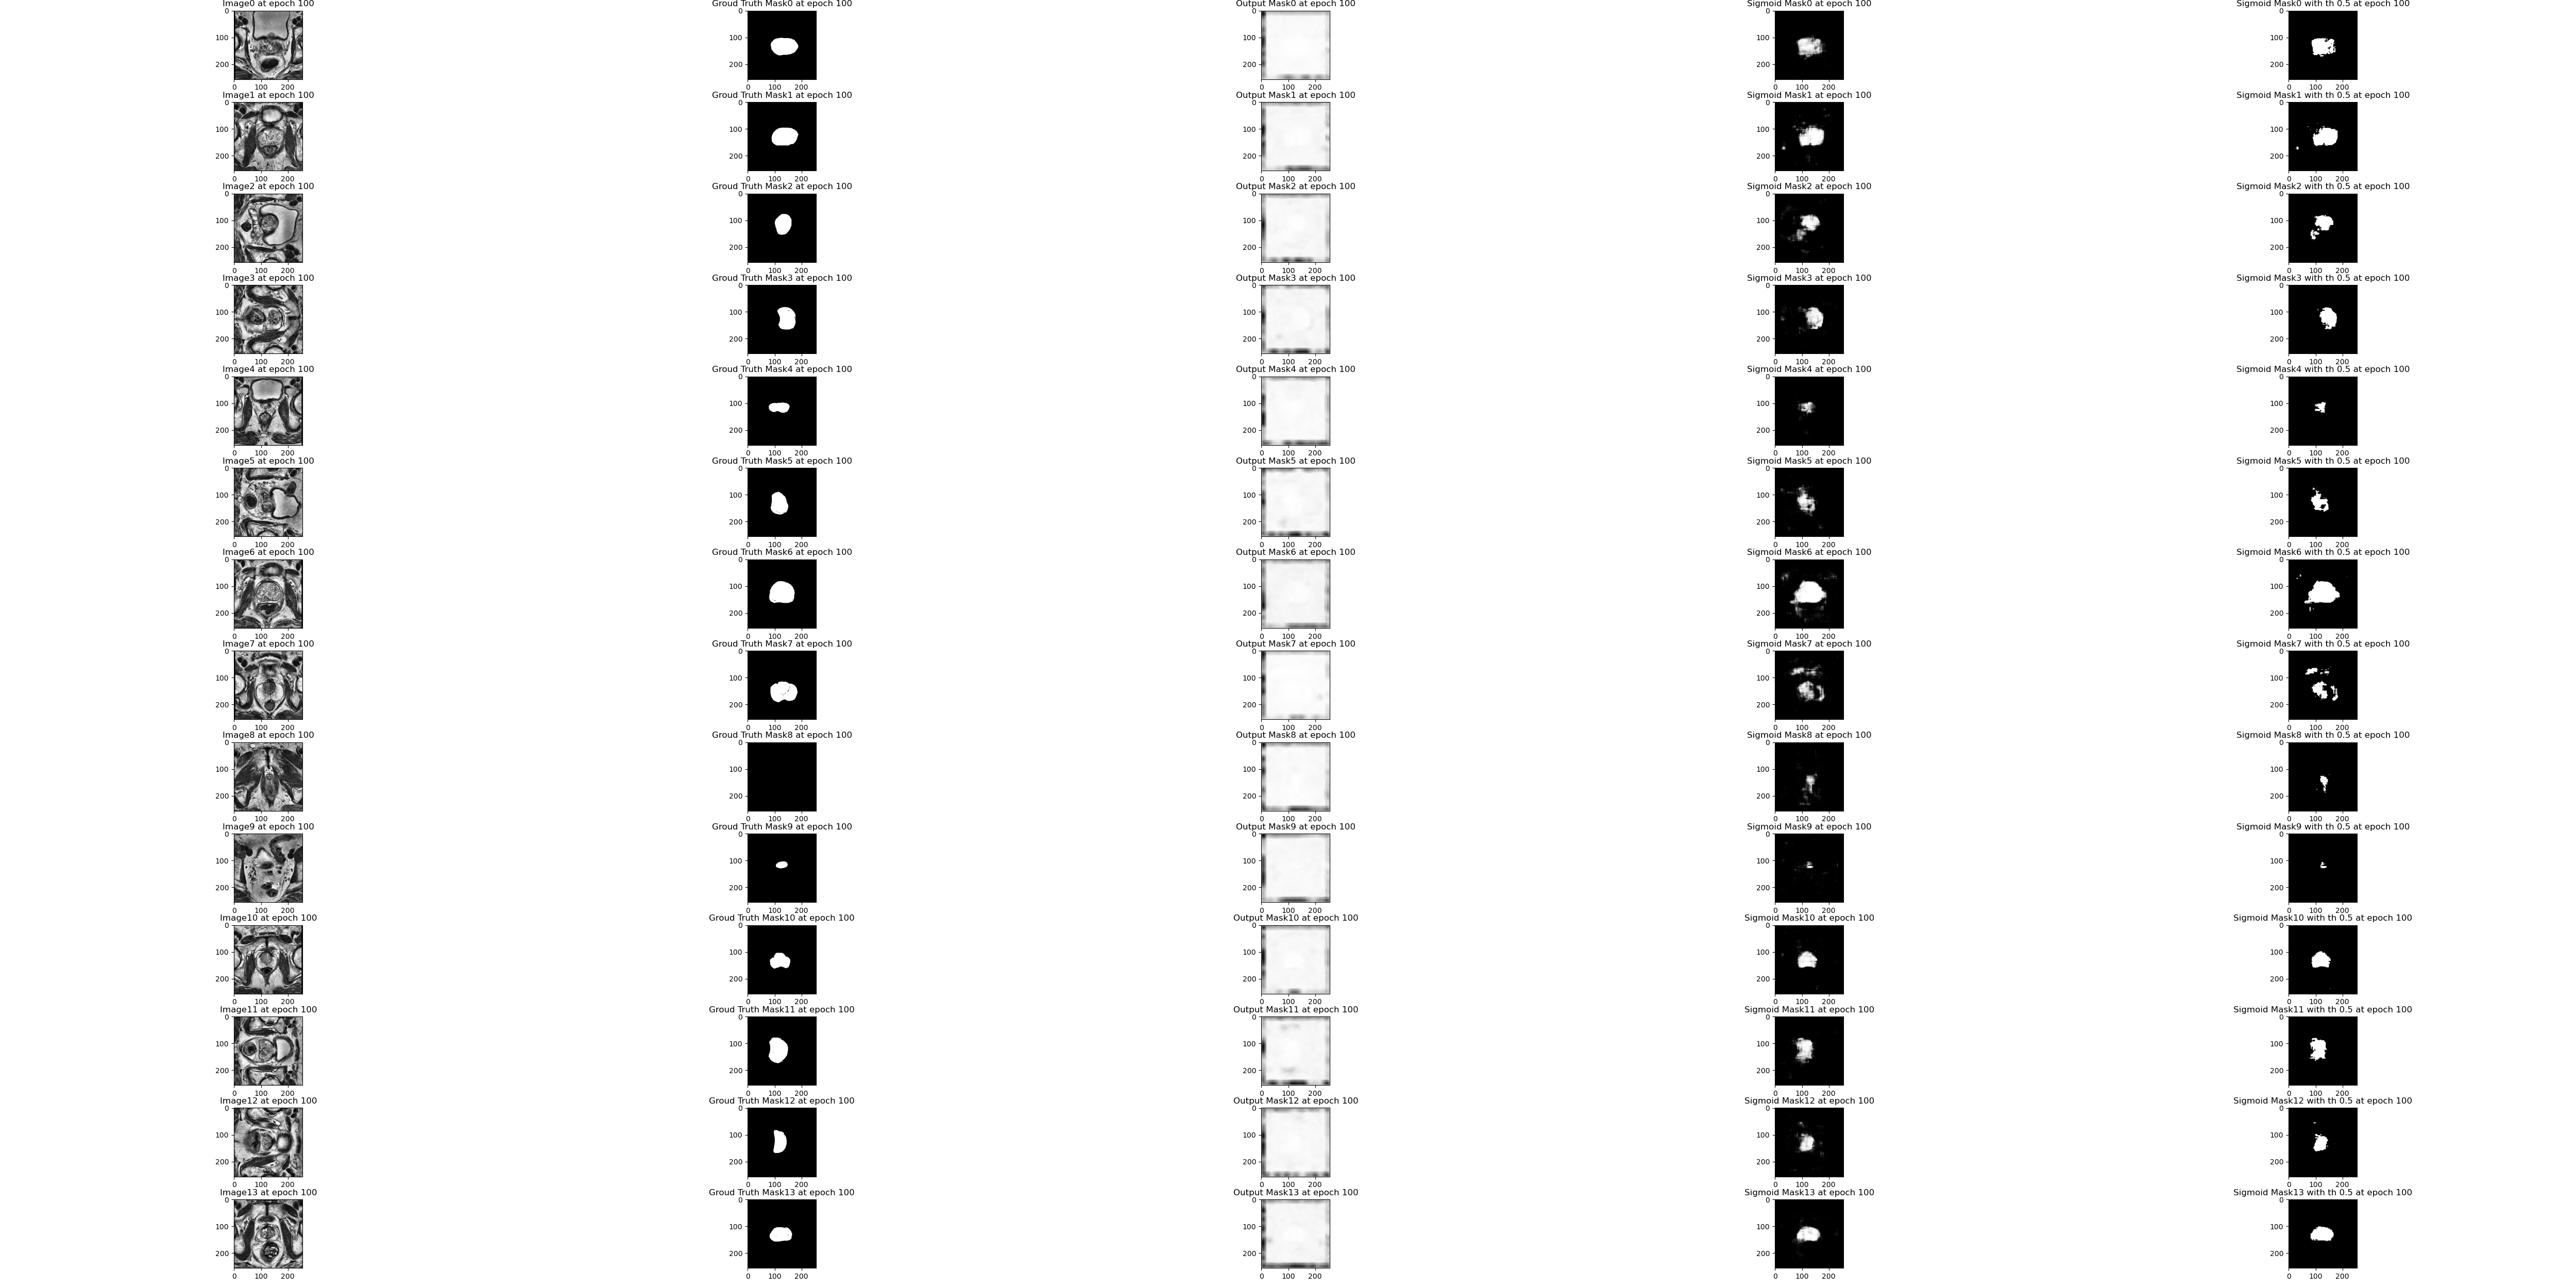 Image0 at epoch 100 Groud Truth Mask0 at epoch 100 Output Mask0 at epoch 100 Sigmoid Mask0 at epoch 100 Sigmoid Mask0 with th 0.5 at epoch 100
0 0 0 0 0
100 100 100 100 100
200 200 200 200 200
0 100 200 0 100 200 0 100 200 0 100 200 0 100 200
Image1 at epoch 100 Groud Truth Mask1 at epoch 100 Output Mask1 at epoch 100 Sigmoid Mask1 at epoch 100 Sigmoid Mask1 with th 0.5 at epoch 100
0 0 0 0 0
100 100 100 100 100
200 200 200 200 200
0 100 200 0 100 200 0 100 200 0 100 200 0 100 200
Image2 at epoch 100 Groud Truth Mask2 at epoch 100 Output Mask2 at epoch 100 Sigmoid Mask2 at epoch 100 Sigmoid Mask2 with th 0.5 at epoch 100
0 0 0 0 0
100 100 100 100 100
200 200 200 200 200
0 100 200 0 100 200 0 100 200 0 100 200 0 100 200
Image3 at epoch 100 Groud Truth Mask3 at epoch 100 Output Mask3 at epoch 100 Sigmoid Mask3 at epoch 100 Sigmoid Mask3 with th 0.5 at epoch 100
0 0 0 0 0
100 100 100 100 100
200 200 200 200 200
0 100 200 0 100 200 0 100 200 0 100 200 0 100 200
Image4 at epoch 100 Groud Truth Mask4 at epoch 100 Output Mask4 at epoch 100 Sigmoid Mask4 at epoch 100 Sigmoid Mask4 with th 0.5 at epoch 100
0 0 0 0 0
100 100 100 100 100
200 200 200 200 200
0 100 200 0 100 200 0 100 200 0 100 200 0 100 200
Image5 at epoch 100 Groud Truth Mask5 at epoch 100 Output Mask5 at epoch 100 Sigmoid Mask5 at epoch 100 Sigmoid Mask5 with th 0.5 at epoch 100
0 0 0 0 0
100 100 100 100 100
200 200 200 200 200
0 100 200 0 100 200 0 100 200 0 100 200 0 100 200
Image6 at epoch 100 Groud Truth Mask6 at epoch 100 Output Mask6 at epoch 100 Sigmoid Mask6 at epoch 100 Sigmoid Mask6 with th 0.5 at epoch 100
0 0 0 0 0
100 100 100 100 100
200 200 200 200 200
0 100 200 0 100 200 0 100 200 0 100 200 0 100 200
Image7 at epoch 100 Groud Truth Mask7 at epoch 100 Output Mask7 at epoch 100 Sigmoid Mask7 at epoch 100 Sigmoid Mask7 with th 0.5 at epoch 100
0 0 0 0 0
100 100 100 100 100
200 200 200 200 200
0 100 200 0 100 200 0 100 200 0 100 200 0 100 200
Image8 at epoch 100 Groud Truth Mask8 at epoch 100 Output Mask8 at epoch 100 Sigmoid Mask8 at epoch 100 Sigmoid Mask8 with th 0.5 at epoch 100
0 0 0 0 0
100 100 100 100 100
200 200 200 200 200
0 100 200 0 100 200 0 100 200 0 100 200 0 100 200
Image9 at epoch 100 Groud Truth Mask9 at epoch 100 Output Mask9 at epoch 100 Sigmoid Mask9 at epoch 100 Sigmoid Mask9 with th 0.5 at epoch 100
0 0 0 0 0
100 100 100 100 100
200 200 200 200 200
0 100 200 0 100 200 0 100 200 0 100 200 0 100 200
Image10 at epoch 100 Groud Truth Mask10 at epoch 100 Output Mask10 at epoch 100 Sigmoid Mask10 at epoch 100 Sigmoid Mask10 with th 0.5 at epoch 100
0 0 0 0 0
100 100 100 100 100
200 200 200 200 200
0 100 200 0 100 200 0 100 200 0 100 200 0 100 200
Image11 at epoch 100 Groud Truth Mask11 at epoch 100 Output Mask11 at epoch 100 Sigmoid Mask11 at epoch 100 Sigmoid Mask11 with th 0.5 at epoch 100
0 0 0 0 0
100 100 100 100 100
200 200 200 200 200
0 100 200 0 100 200 0 100 200 0 100 200 0 100 200
Image12 at epoch 100 Groud Truth Mask12 at epoch 100 Output Mask12 at epoch 100 Sigmoid Mask12 at epoch 100 Sigmoid Mask12 with th 0.5 at epoch 100
0 0 0 0 0
100 100 100 100 100
200 200 200 200 200
0 100 200 0 100 200 0 100 200 0 100 200 0 100 200
Image13 at epoch 100 Groud Truth Mask13 at epoch 100 Output Mask13 at epoch 100 Sigmoid Mask13 at epoch 100 Sigmoid Mask13 with th 0.5 at epoch 100
0 0 0 0 0
100 100 100 100 100
200 200 200 200 200
0 100 200 0 100 200 0 100 200 0 100 200 0 100 200